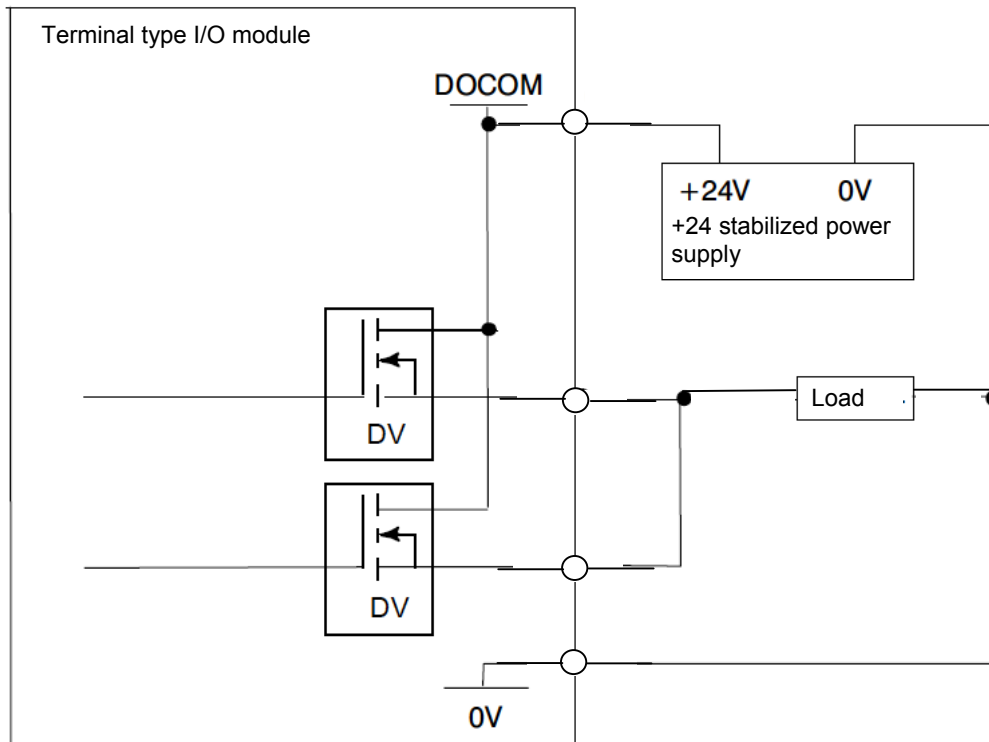 Terminal type I/O module
DOCOM
+24V 0V
+24 stabilized power
supply
DV
Load
DV
0V